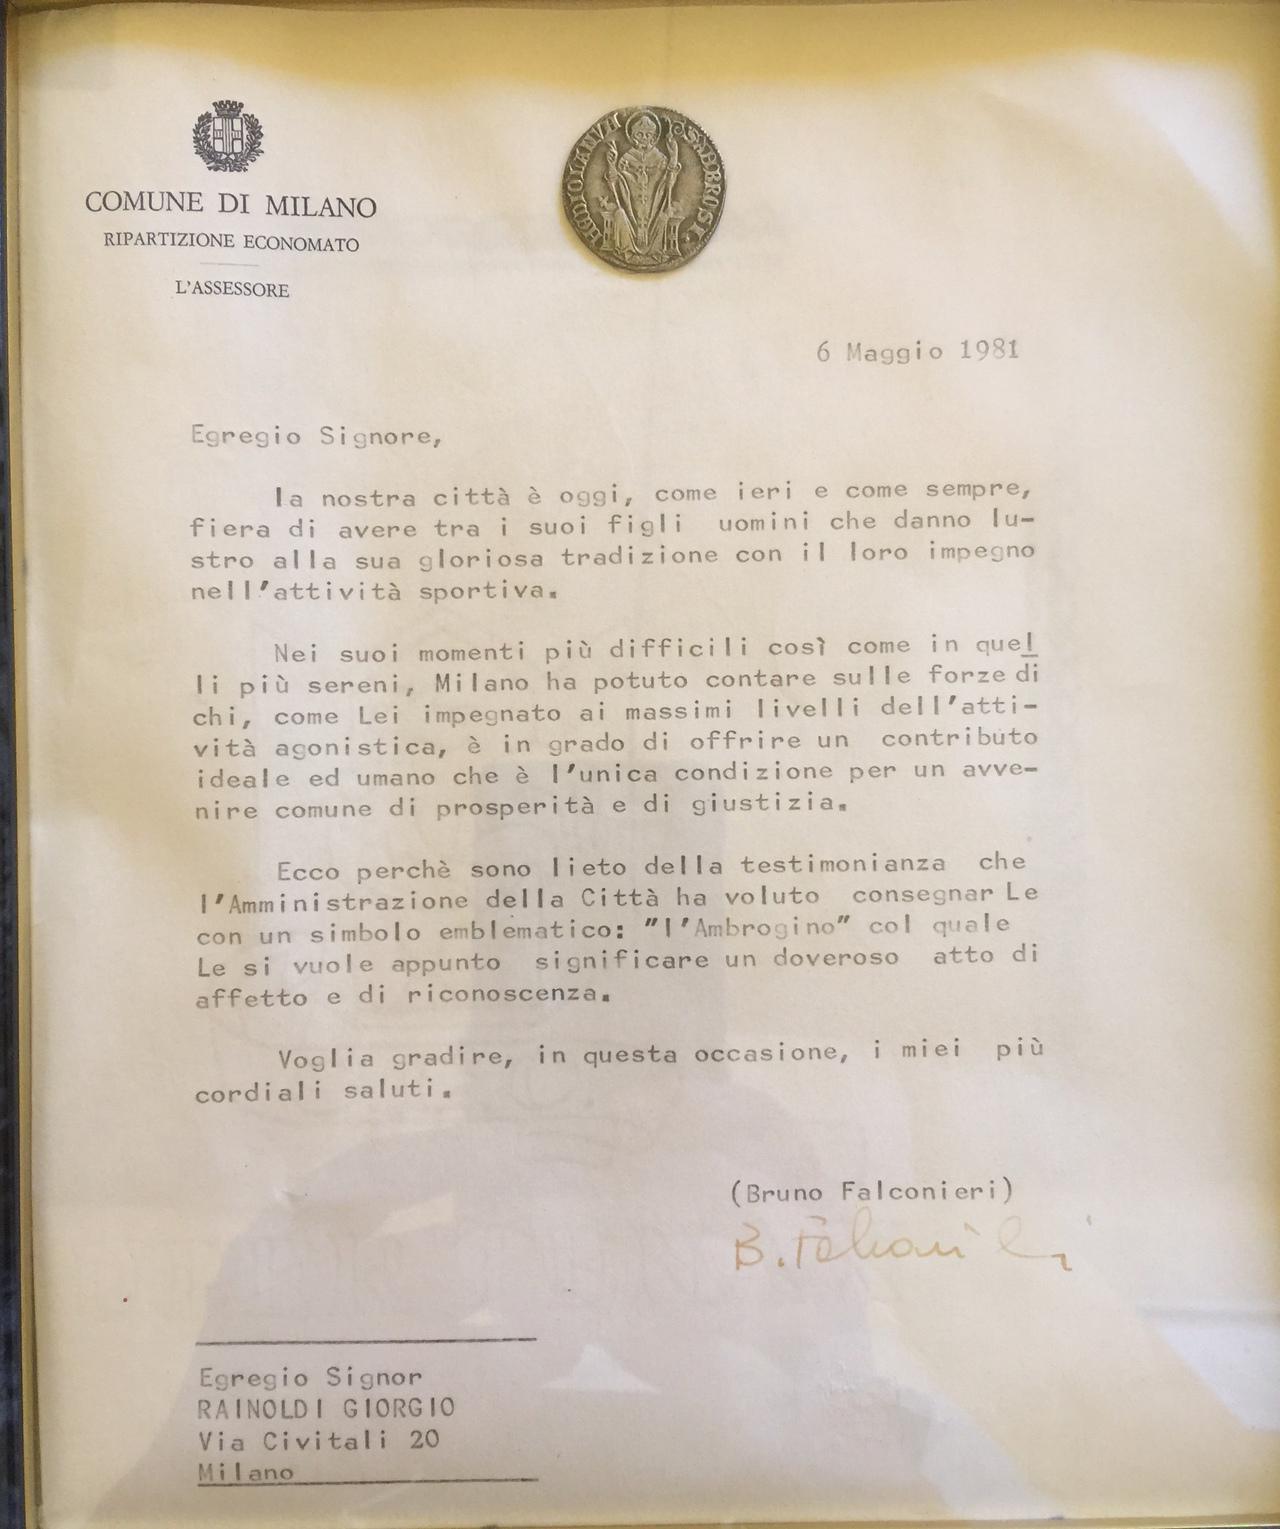 COMUNE DI MILANO
RIPARTIZIONE ECONOMATO
L'ASSESSORE
6 Maggio 1981
Egregio Signore,
la nostra città è oggi, come ieri e come sempre,
fiera di avere tra i suoi figli uomini che danno lu-
stro alla sua gloriosa tradizione con il loro impegno
nell'attività sportiva.
Nei suoi momenti più difficili così come in quel
li più sereni, Milano ha potuto contare sulle forze di
chi, come Lei impegnato ai massimi livelli dell'atti-
vità agonistica, è in grado di offrire un contributo
ideale ed umano che è l'unica condizione per un avve-
nire comune di prosperità e di giustizia.
Ecco perchè sono lieto della testimonianza che
l'Amministrazione della Città ha voluto consegnar Le
con un simbolo emblematico: "l'Ambrogino" col quale
Le si vuole appunto significare un doveroso atto di
affetto e di riconoscenza.
Voglia gradire, in questa occasione, i miei più
cordiali saluti.
(Bruno Falconieri)
B. Falconieri
Egregio Signor
RAINOLDI GIORGIO
Via Civitali 20
Milano